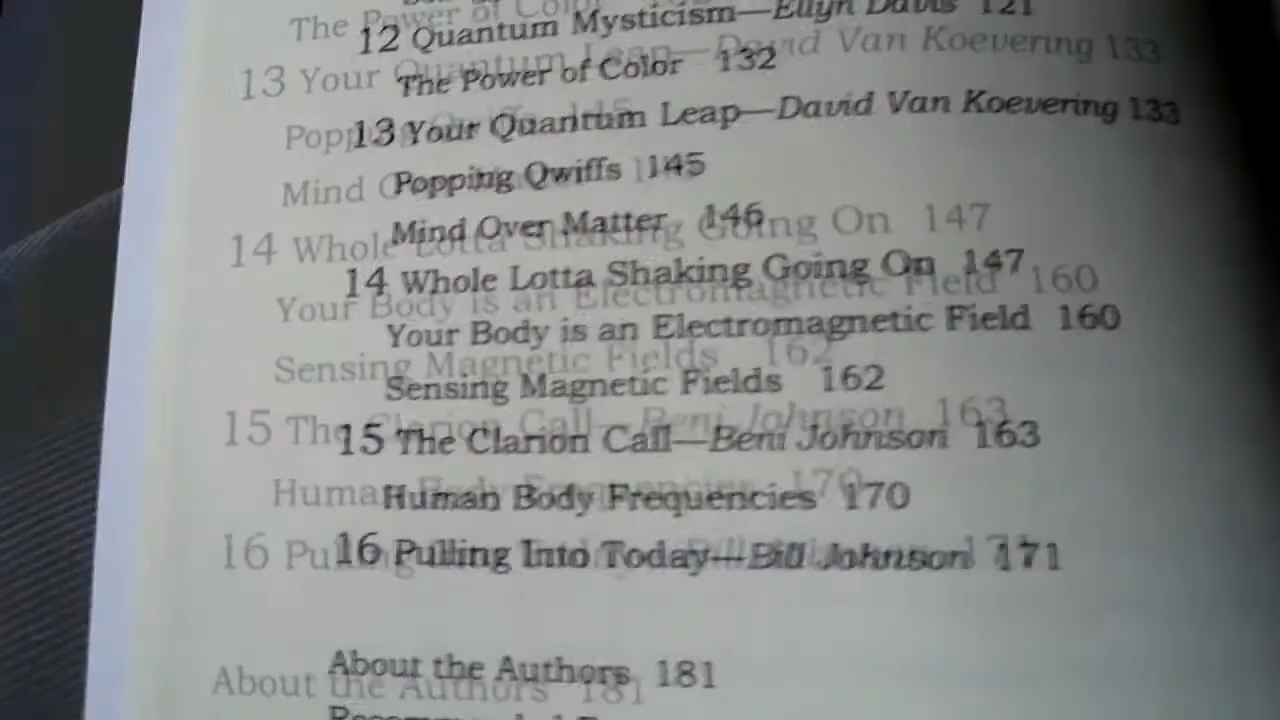 12 Quantum Mysticism—Ellyn Davis 121
The Power of Color 132
13 Your Quantum Leap—David Van Koevering 133
Popping Qwiffs 145
Mind Over Matter 146
14 Whole Lotta Shaking Going On 147
Your Body is an Electromagnetic Field 160
Sensing Magnetic Fields 162
15 The Clarion Call—Beni Johnson 163
Human Body Frequencies 170
16 Pulling Into Today—Bill Johnson 171
About the Authors 181